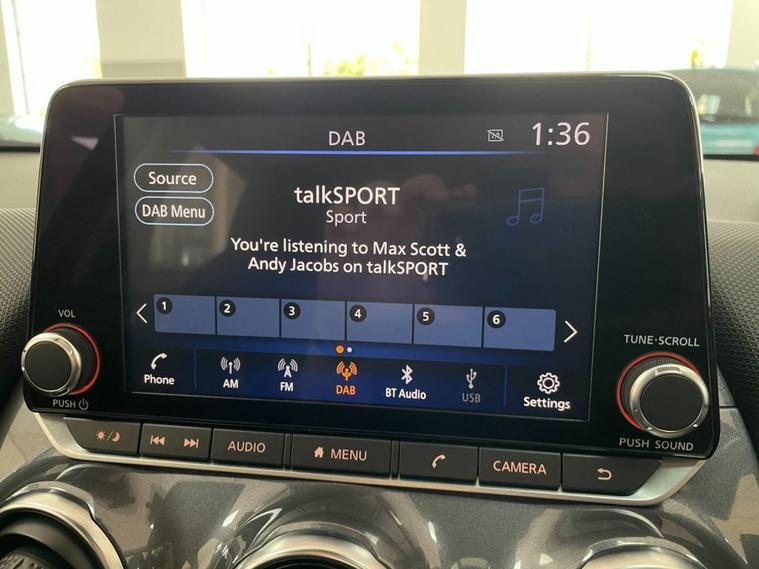 DAB
TA
1:36
Source
DAB Menu
talkSPORT
Sport
You're listening to Max Scott &
Andy Jacobs on talkSPORT
1 2 3 4 5 6
VOL
PUSH
TUNE·SCROLL
PUSH SOUND
Phone AM FM DAB BT Audio USB Settings
AUDIO MENU CAMERA